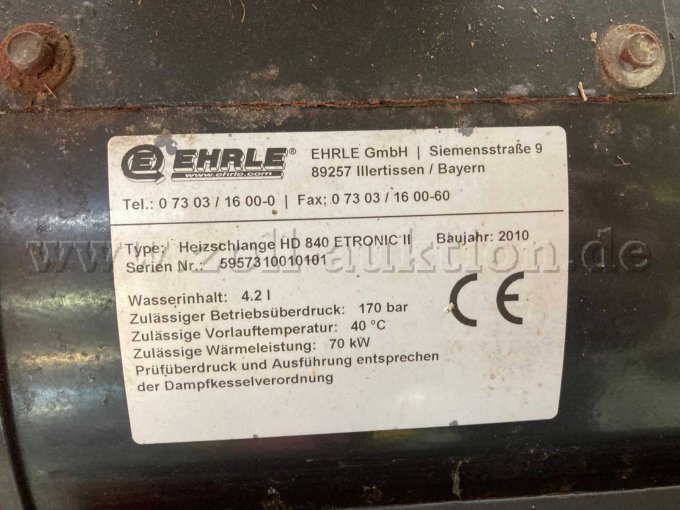 E EHRLE®
www.ehrle.com
EHRLE GmbH | Siemensstraße 9
89257 Illertissen / Bayern
Tel.: 0 73 03 / 16 00-0 | Fax: 0 73 03 / 16 00-60
Type: Heizschlange HD 840 ETRONIC II Baujahr: 2010
Serien Nr.: 5957310010101
www.zoll-auktion.de
Wasserinhalt: 4.2 l
Zulässiger Betriebsüberdruck: 170 bar
Zulässige Vorlauftemperatur: 40 °C
Zulässige Wärmeleistung: 70 kW
Prüfüberdruck und Ausführung entsprechen
der Dampfkesselverordnung
CE